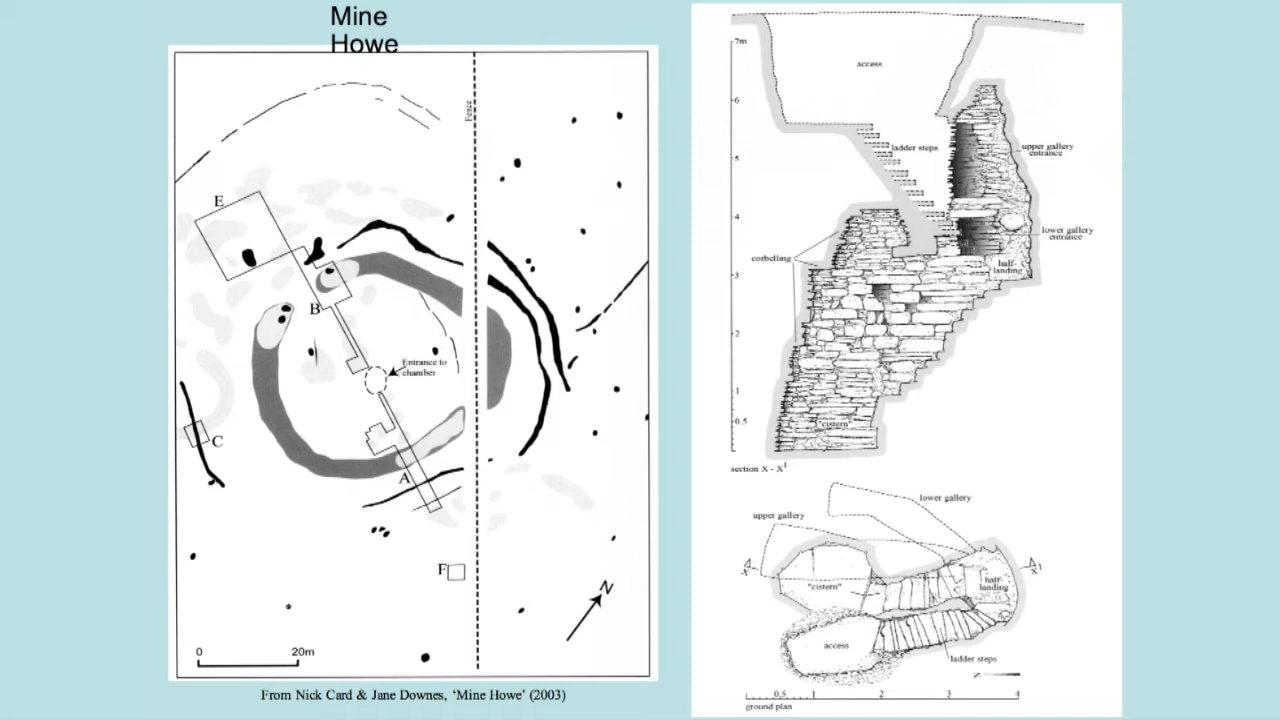 Mine
Howe
Fence
E
B
Entrance to
chamber
C
A
F
N
0
20m
From Nick Card & Jane Downes, ‘Mine Howe’ (2003)
7m
access
6
ladder steps
upper gallery
entrance
5
4
lower gallery
entrance
corbelling
half-
landing
3
2
1
"cistern"
0.5
section X - X¹
lower gallery
upper gallery
X
X¹
"cistern"
half-
landing
access
ladder steps
0.5
1
2
3
4
ground plan